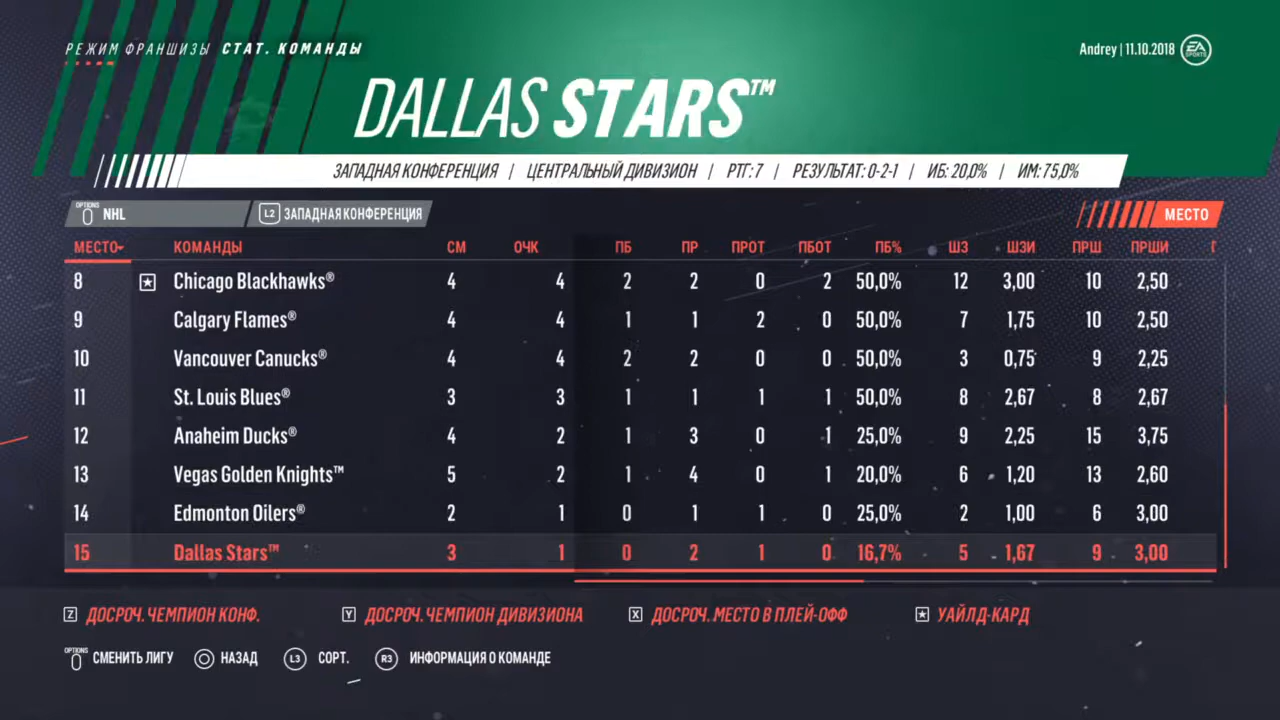 РЕЖИМ ФРАНШИЗЫ СТАТ. КОМАНДЫ
Andrey | 11.10.2018 EA SPORTS
DALLAS STARS™
ЗАПАДНАЯ КОНФЕРЕНЦИЯ / ЦЕНТРАЛЬНЫЙ ДИВИЗИОН / РТГ: 7 / РЕЗУЛЬТАТ: 0-2-1 / ИБ: 20,0% / ИМ: 75,0%
OPTIONS NHL L2 ЗАПАДНАЯ КОНФЕРЕНЦИЯ МЕСТО
МЕСТО КОМАНДЫ СМ ОЧК ПБ ПР ПРОТ ПБОТ ПБ% ШЗ ШЗИ ПРШ ПРШИ
8 Chicago Blackhawks® 4 4 2 2 0 2 50,0% 12 3,00 10 2,50
9 Calgary Flames® 4 4 1 1 2 0 50,0% 7 1,75 10 2,50
10 Vancouver Canucks® 4 4 2 2 0 0 50,0% 3 0,75 9 2,25
11 St. Louis Blues® 3 3 1 1 1 1 50,0% 8 2,67 8 2,67
12 Anaheim Ducks® 4 2 1 3 0 1 25,0% 9 2,25 15 3,75
13 Vegas Golden Knights™ 5 2 1 4 0 1 20,0% 6 1,20 13 2,60
14 Edmonton Oilers® 2 1 0 1 1 0 25,0% 2 1,00 6 3,00
15 Dallas Stars™ 3 1 0 2 1 0 16,7% 5 1,67 9 3,00
Z ДОСРОЧ. ЧЕМПИОН КОНФ. Y ДОСРОЧ. ЧЕМПИОН ДИВИЗИОНА X ДОСРОЧ. МЕСТО В ПЛЕЙ-ОФФ ★ УАЙЛД-КАРД
OPTIONS СМЕНИТЬ ЛИГУ НАЗАД L3 СОРТ. R3 ИНФОРМАЦИЯ О КОМАНДЕ